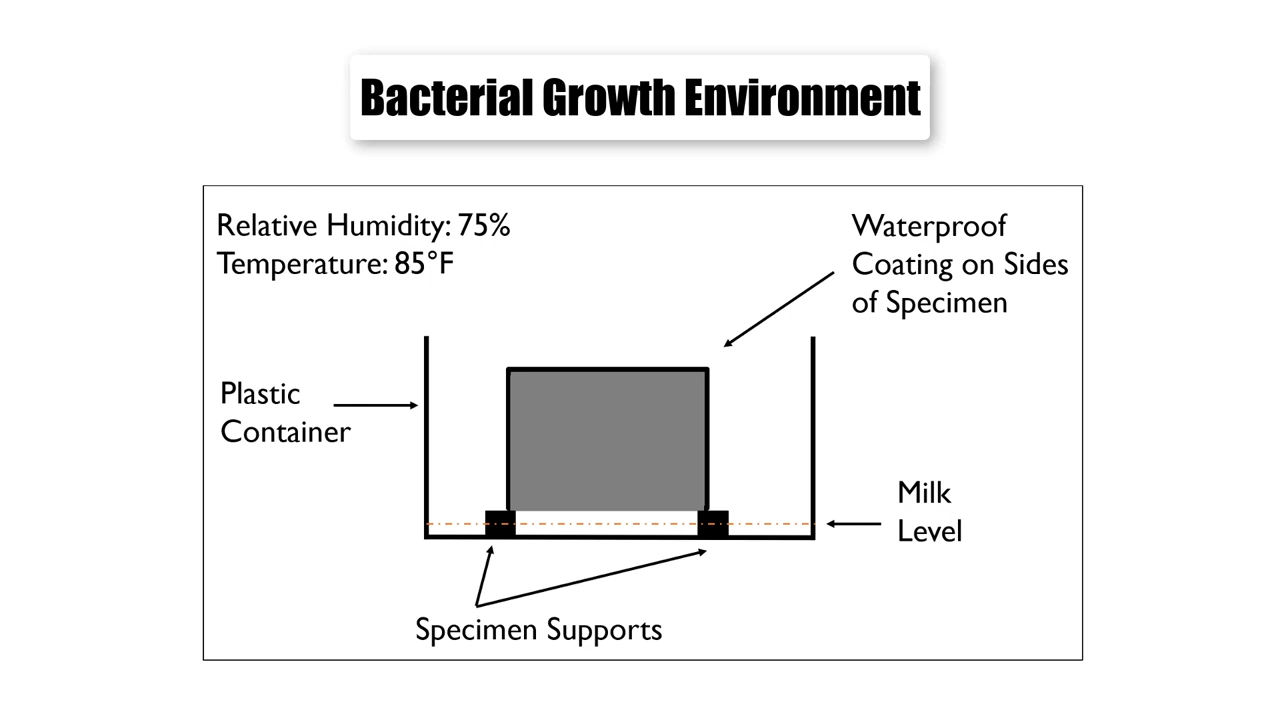 Bacterial Growth Environment
Relative Humidity: 75%
Temperature: 85°F
Waterproof
Coating on Sides
of Specimen
Plastic
Container
Milk
Level
Specimen Supports